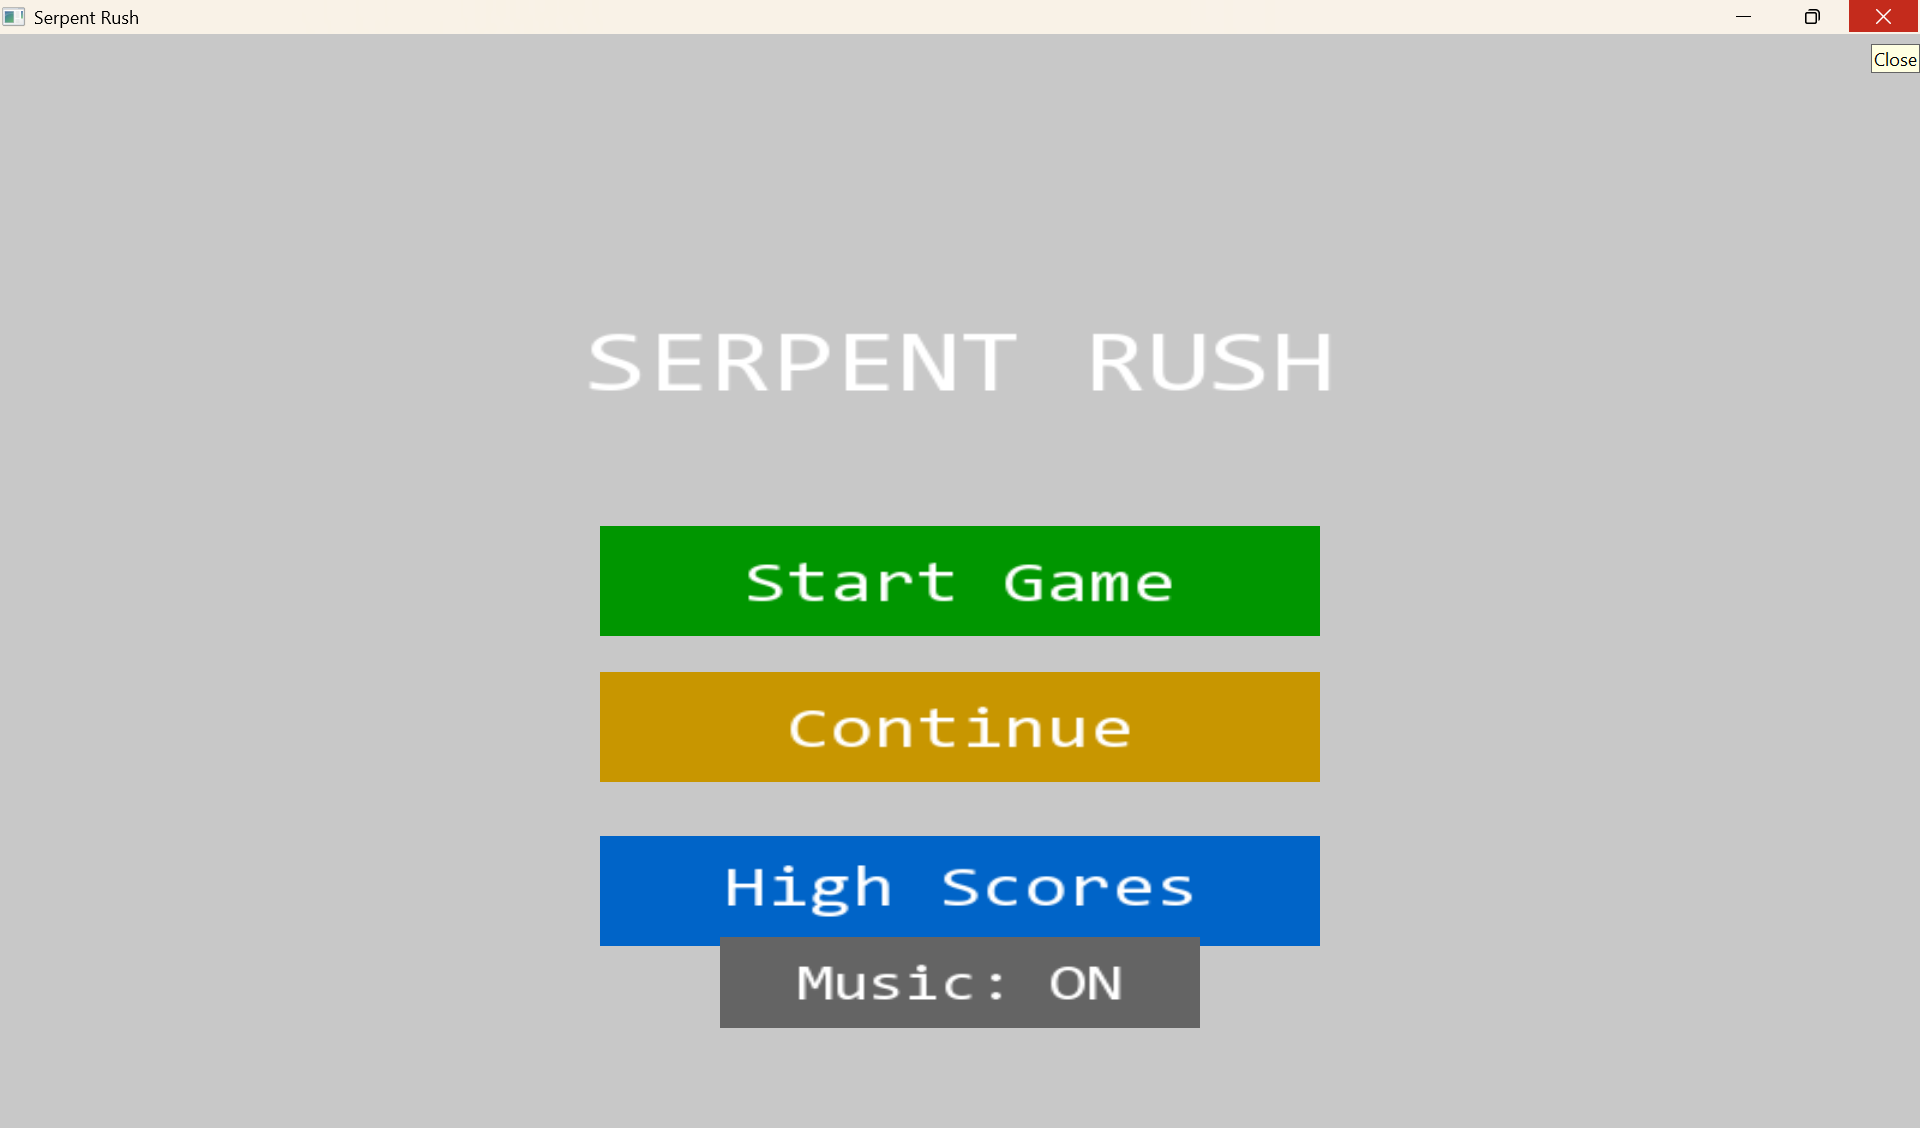 Serpent Rush
Close
SERPENT RUSH
Start Game
Continue
High Scores
Music: ON